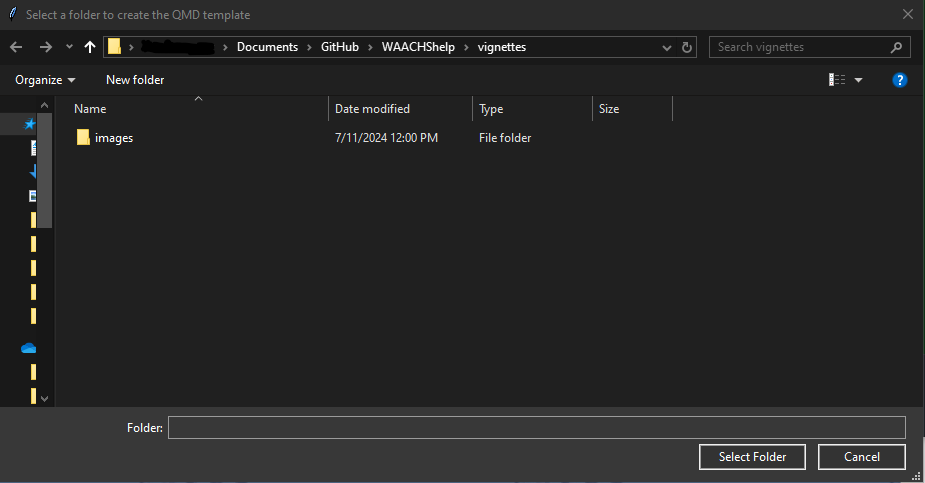 Select a folder to create the QMD template
Documents GitHub WAACHShelp vignettes
Search vignettes
Organize New folder
?
Name Date modified Type Size
images 7/11/2024 12:00 PM File folder
Folder:
Select Folder Cancel